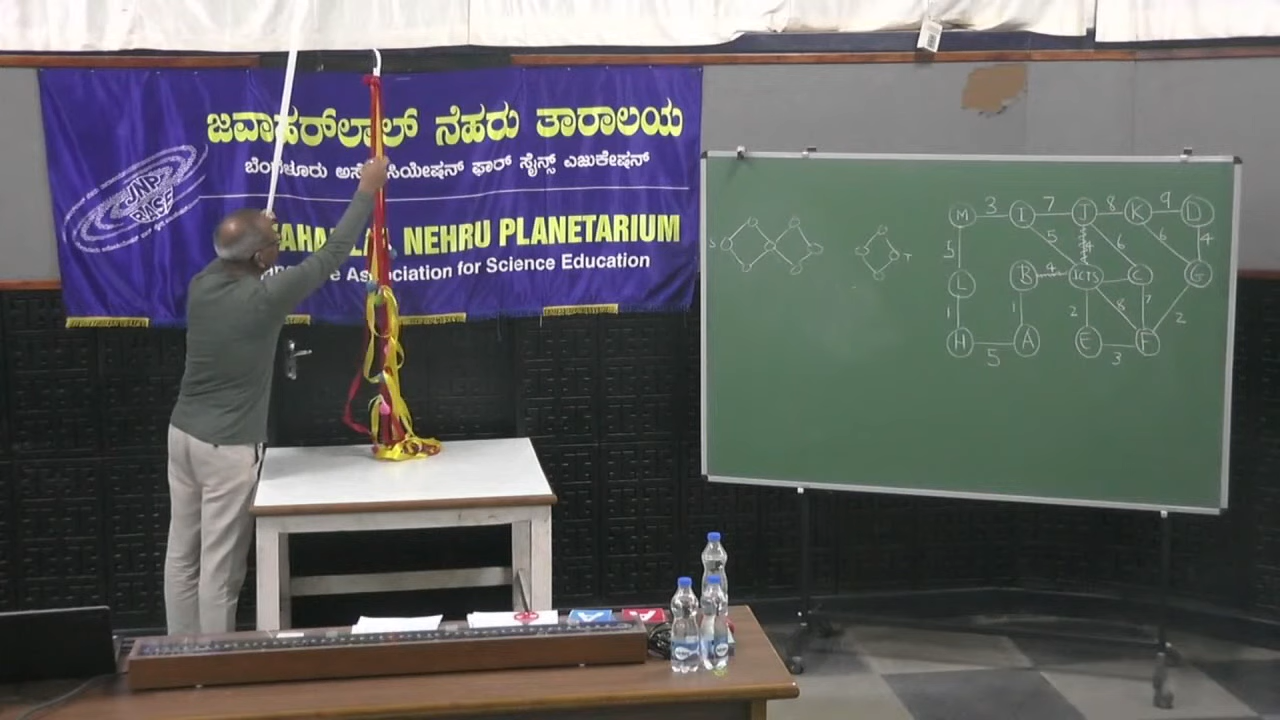 ಜವಾಹರ್‌ಲಾಲ್ ನೆಹರು ತಾರಾಲಯ
ಬೆಂಗಳೂರು ಅಸೋಸಿಯೇಷನ್ ಫಾರ್ ಸೈನ್ಸ್ ಎಜುಕೇಷನ್
JNP
BASE
NEHRU PLANETARIUM
Association for Science Education
S
T
M 3 I 7 J 8 K 9 D
5 5 4 6 6 4
L B 4 ICTS C G
1 1 2 8 7 2
H A E F
5 3